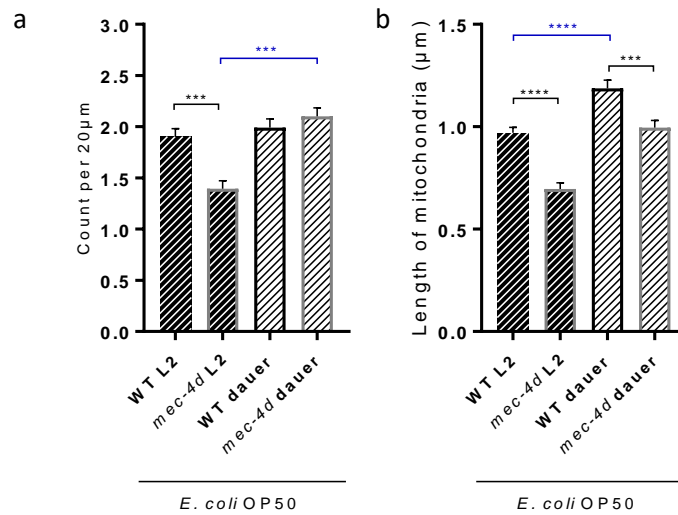 a
Count per 20µm
3.0
2.5
2.0
1.5
1.0
0.5
0.0
***
***
WT L2
mec-4d L2
WT dauer
mec-4d dauer
E. coli OP50
b
Length of mitochondria (µm)
1.5
1.0
0.5
0.0
****
****
***
WT L2
mec-4d L2
WT dauer
mec-4d dauer
E. coli OP50